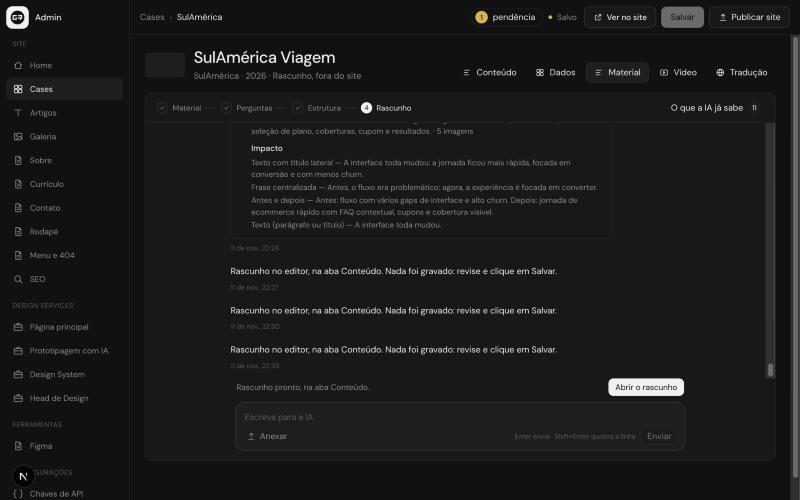 Admin
SITE
Home
Cases
Artigos
Galeria
Sobre
Currículo
Contato
Rodapé
Menu e 404
SEO
DESIGN SERVICES
Página principal
Prototipagem com IA
Design System
Head de Design
FERRAMENTAS
Figma
GURAÇÕES
Chaves de API
N
Cases › SulAmérica
1 pendência
Salvo
Ver no site
Salvar
Publicar site
SulAmérica Viagem
SulAmérica · 2026 · Rascunho, fora do site
Conteúdo
Dados
Material
Vídeo
Tradução
Material
Perguntas
Estrutura
4 Rascunho
O que a IA já sabe 11
seleção de plano, coberturas, cupom e resultados. · 5 imagens
Impacto
Texto com título lateral — A interface toda mudou: a jornada ficou mais rápida, focada em
conversão e com menos churn.
Frase centralizada — Antes, o fluxo era problemático; agora, a experiência é focada em converter.
Antes e depois — Antes: fluxo com vários gaps de interface e alto churn. Depois: jornada de
ecommerce rápido com FAQ contextual, cupons e cobertura visível.
Texto (parágrafo ou título) — A interface toda mudou.
11 de nov., 22:24
Rascunho no editor, na aba Conteúdo. Nada foi gravado: revise e clique em Salvar.
11 de nov., 22:27
Rascunho no editor, na aba Conteúdo. Nada foi gravado: revise e clique em Salvar.
11 de nov., 22:30
Rascunho no editor, na aba Conteúdo. Nada foi gravado: revise e clique em Salvar.
11 de nov., 22:35
Rascunho pronto, na aba Conteúdo.
Abrir o rascunho
Escreva para a IA
Anexar
Enter envia · Shift+Enter quebra a linha
Enviar